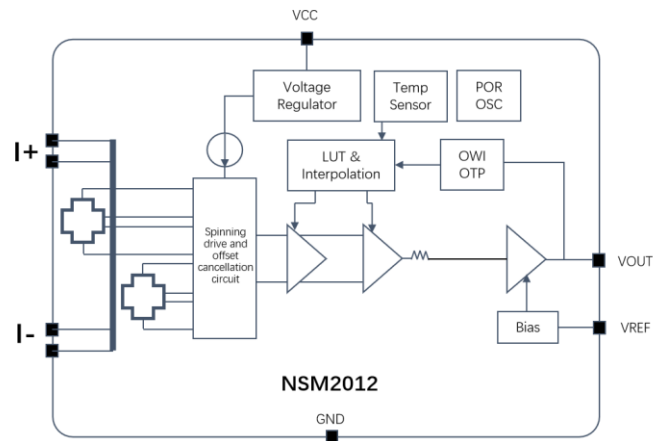 VCC
Voltage
Regulator
Temp
Sensor
POR
OSC
I+
LUT &
Interpolation
OWI
OTP
Spinning
drive and
offset
cancellation
circuit
VOUT
I-
Bias
VREF
NSM2012
GND